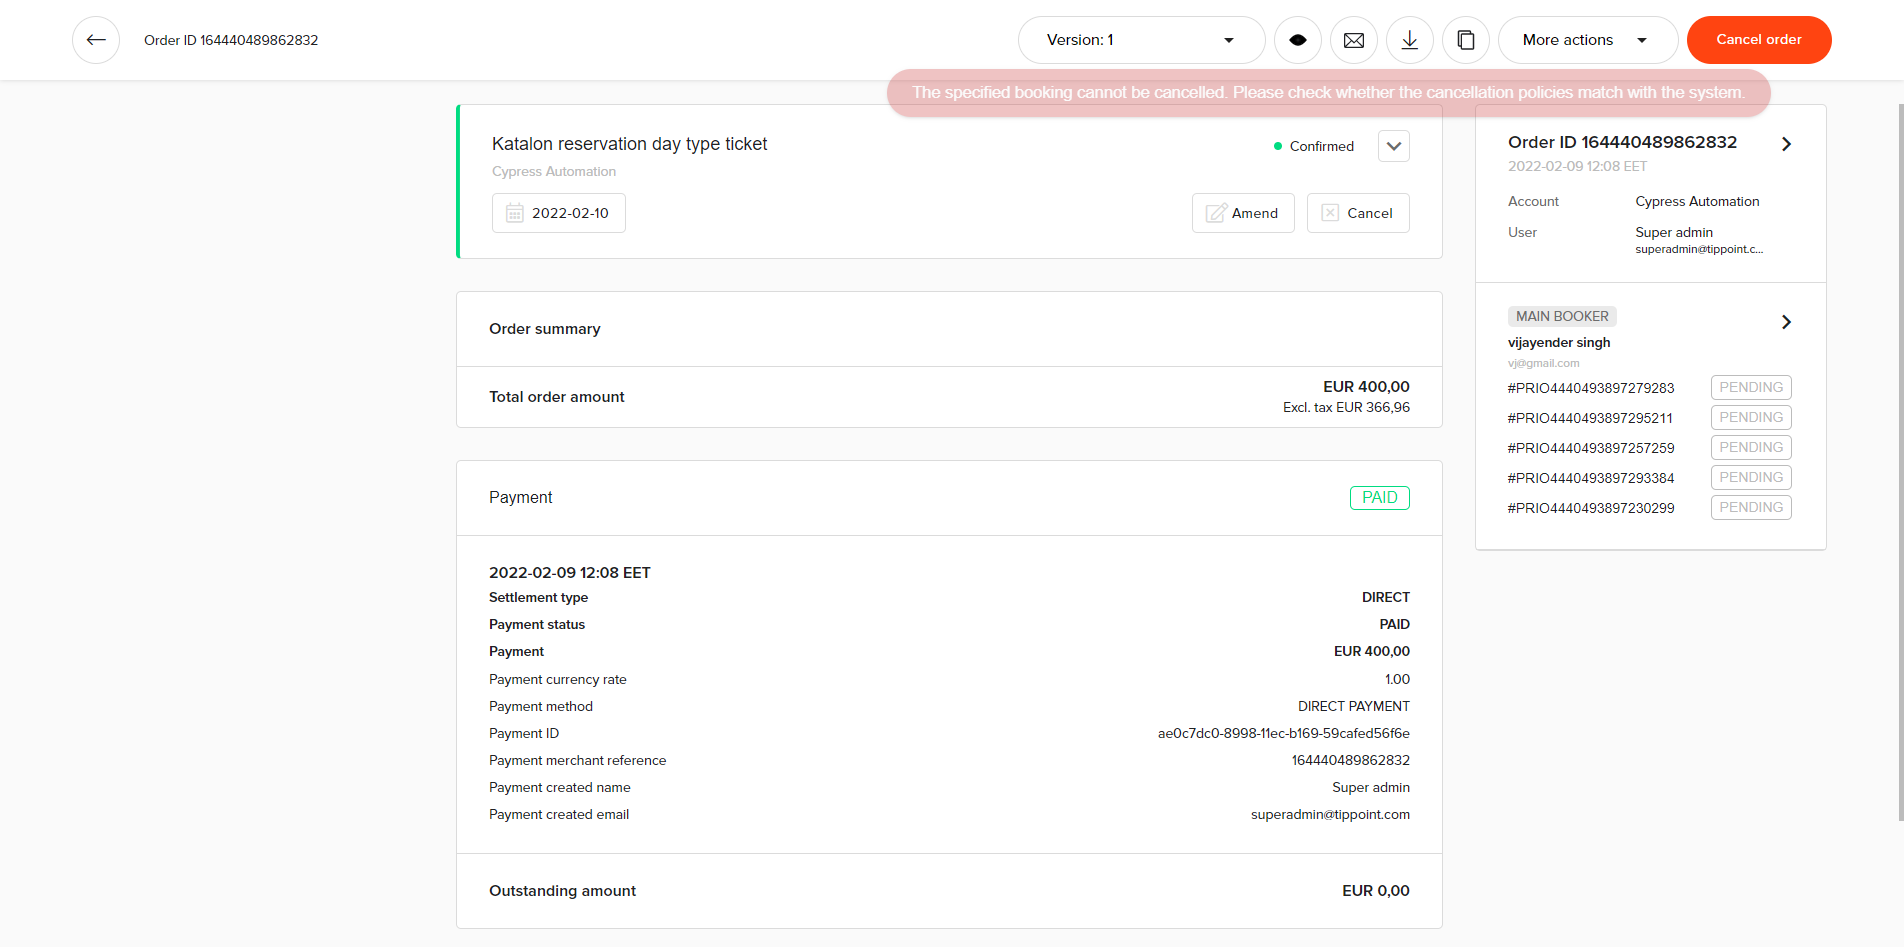 Order ID 164440489862832
Version: 1
More actions
Cancel order
The specified booking cannot be cancelled. Please check whether the cancellation policies match with the system.
Katalon reservation day type ticket
Confirmed
Cypress Automation
2022-02-10
Amend
Cancel
Order summary
Total order amount
EUR 400,00
Excl. tax EUR 366,96
Payment
PAID
2022-02-09 12:08 EET
Settlement type DIRECT
Payment status PAID
Payment EUR 400,00
Payment currency rate 1.00
Payment method DIRECT PAYMENT
Payment ID ae0c7dc0-8998-11ec-b169-59cafed56f6e
Payment merchant reference 164440489862832
Payment created name Super admin
Payment created email superadmin@tippoint.com
Outstanding amount EUR 0,00
Order ID 164440489862832
2022-02-09 12:08 EET
Account Cypress Automation
User Super admin
superadmin@tippoint.c...
MAIN BOOKER
vijayender singh
vj@gmail.com
#PRIO4440493897279283 PENDING
#PRIO4440493897295211 PENDING
#PRIO4440493897257259 PENDING
#PRIO4440493897293384 PENDING
#PRIO4440493897230299 PENDING